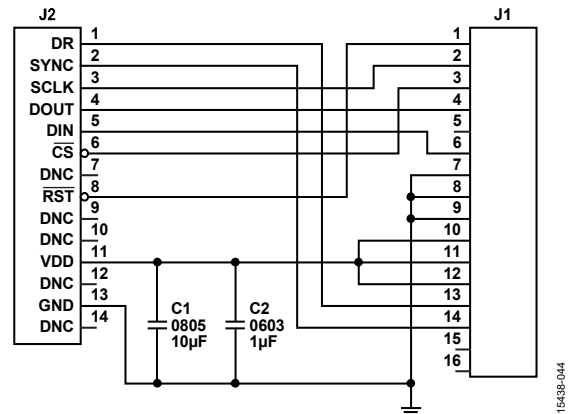 J2
J1
DR 1
SYNC 2
SCLK 3
DOUT 4
DIN 5
CS 6
DNC 7
RST 8
DNC 9
DNC 10
VDD 11
DNC 12
GND 13
DNC 14
C1
0805
10µF
C2
0603
1µF
1
2
3
4
5
6
7
8
9
10
11
12
13
14
15
16
15438-044